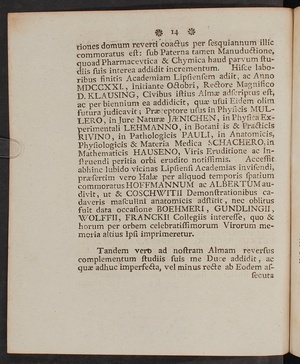 ❁ 14 ❁
tiones domum reverti coactus per sesquiannum illic
commoratus est: sub Paterna tamen Manuductione,
quoad Pharmacevtica & Chymica haud parvum stu-
diis suis interea addidit incrementum. Hisce labo-
ribus finitis Academiam Lipsiensem adiit, ac Anno
MDCCXXI., initiante Octobri, Rectore Magnifico
D. KLAUSING, Civibus istius Almæ adscriptus est,
ac per biennium ea addidicit, quæ usui Eidem olim
futura judicavit; Præceptore usus in Physicis MUL-
LERO, in Jure Naturæ JÆNICHEN, in Physica Ex-
perimentali LEHMANNO, in Botanicis & Practicis
RIVINO, in Pathologicis PAULI, in Anatomicis,
Physiologicis & Materia Medica SCHACHERO, in
Mathematicis HAUSENO, Viris Eruditione ac In-
struendi peritia orbi erudito notissimis. Accessit
abhinc lubido vicinas Lipsiensi Academias invisendi,
præsertim vero Halæ per aliquod temporis spatium
commoratus HOFFMANNUM ac ALBERTUM au-
divit, ut & COSCHWITII Demonstrationibus ca-
daveris masculini anatomicis adstitit, nec oblitus
fuit data occasione BOEHMERI, GUNDLINGII,
WOLFFII, FRANCKII Collegiis interesse, quo &
horum per orbem celebratissimorum Virorum me-
moria altius Ipsi imprimeretur.
Tandem vero ad nostram Almam reversus
complementum studiis suis me Duce addidit, ac
quæ adhuc imperfecta, vel minus recte ab Eodem as-
secuta